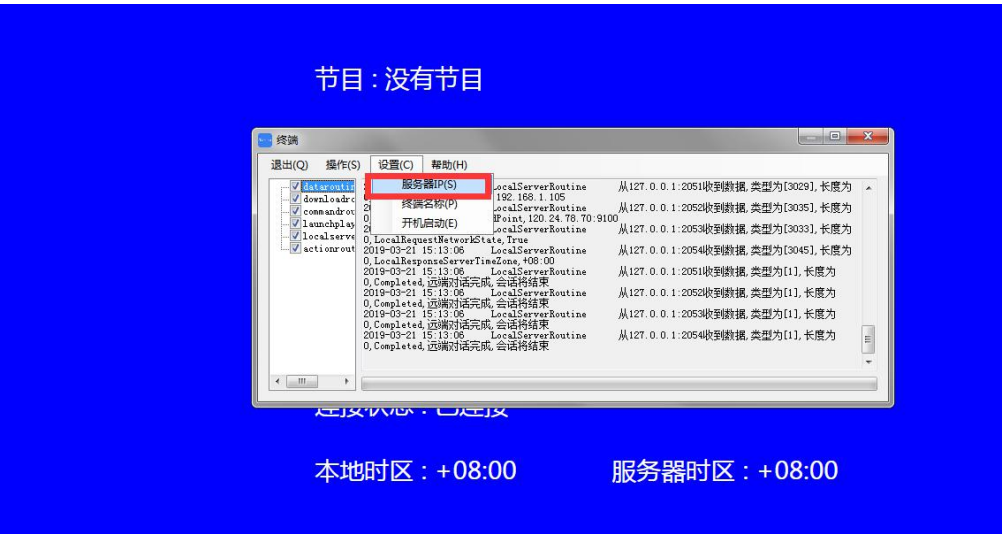 节目 : 没有节目
终端
退出(Q) 操作(S) 设置(C) 帮助(H)
服务器IP(S)
终端名称(P)
开机启动(E)
dataroutin
downloadrc
commandrou
launchplay
localserve
actionrout
LocalServerRoutine 从127.0.0.1:2051收到数据, 类型为[3029], 长度为
192.168.1.105
LocalServerRoutine 从127.0.0.1:2052收到数据, 类型为[3035], 长度为
Point, 120.24.78.70:9100
LocalServerRoutine 从127.0.0.1:2053收到数据, 类型为[3033], 长度为
0, LocalRequestNetworkState, True
2019-03-21 15:13:06 LocalServerRoutine 从127.0.0.1:2054收到数据, 类型为[3045], 长度为
0, LocalResponseServerTimeZone, +08:00
2019-03-21 15:13:06 LocalServerRoutine 从127.0.0.1:2051收到数据, 类型为[1], 长度为
0, Completed, 远端对话完成, 会话将结束
2019-03-21 15:13:06 LocalServerRoutine 从127.0.0.1:2052收到数据, 类型为[1], 长度为
0, Completed, 远端对话完成, 会话将结束
2019-03-21 15:13:06 LocalServerRoutine 从127.0.0.1:2053收到数据, 类型为[1], 长度为
0, Completed, 远端对话完成, 会话将结束
2019-03-21 15:13:06 LocalServerRoutine 从127.0.0.1:2054收到数据, 类型为[1], 长度为
0, Completed, 远端对话完成, 会话将结束
连接状态 : 已连接
本地时区 : +08:00 服务器时区 : +08:00